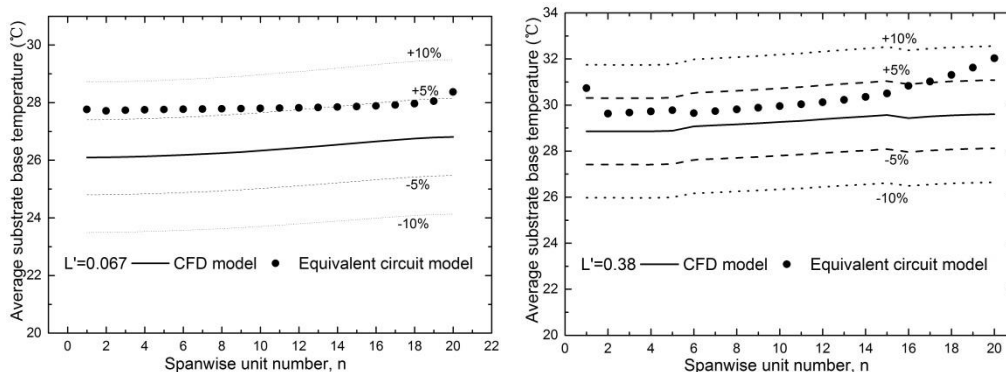 Average substrate base temperature (℃)
30
28
26
24
22
20
+10%
+5%
-5%
-10%
L'=0.067 CFD model Equivalent circuit model
0 2 4 6 8 10 12 14 16 18 20 22
Spanwise unit number, n
Average substrate base temperature (℃)
34
32
30
28
26
24
22
20
+10%
+5%
-5%
-10%
L'=0.38 CFD model Equivalent circuit model
0 2 4 6 8 10 12 14 16 18 20
Spanwise unit number, n